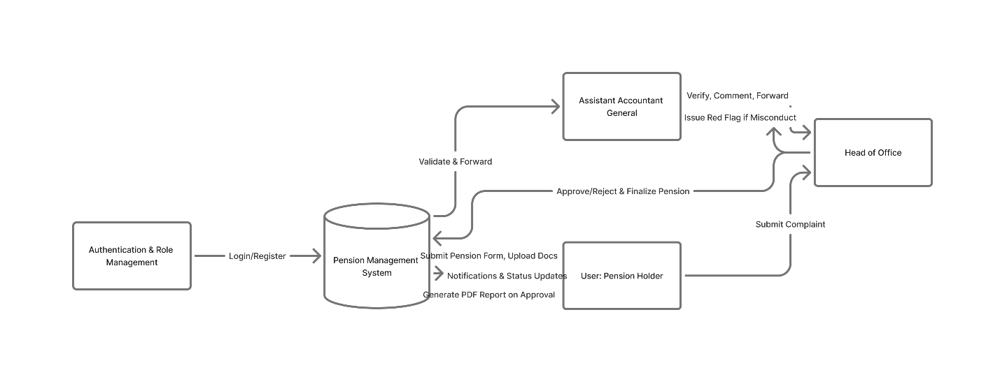 Assistant Accountant
General
Verify, Comment, Forward
Issue Red Flag if Misconduct
Head of Office
Validate & Forward
Approve/Reject & Finalize Pension
Submit Complaint
Authentication & Role
Management
Login/Register
Pension Management
System
Submit Pension Form, Upload Docs
Notifications & Status Updates
Generate PDF Report on Approval
User: Pension Holder